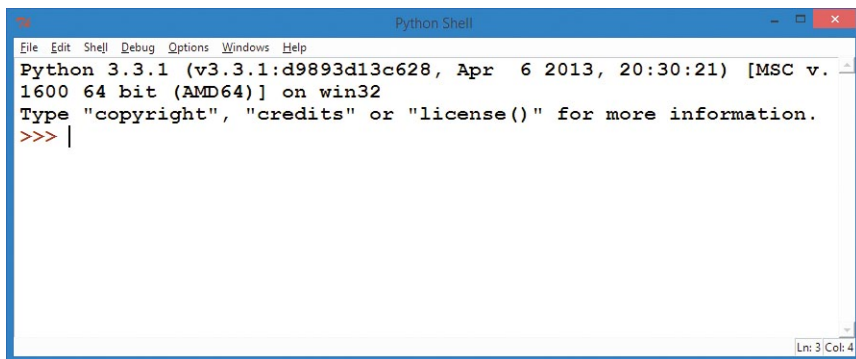 Python Shell
File Edit Shell Debug Options Windows Help
Python 3.3.1 (v3.3.1:d9893d13c628, Apr  6 2013, 20:30:21) [MSC v.
1600 64 bit (AMD64)] on win32
Type "copyright", "credits" or "license()" for more information.
>>>
Ln: 3 Col: 4